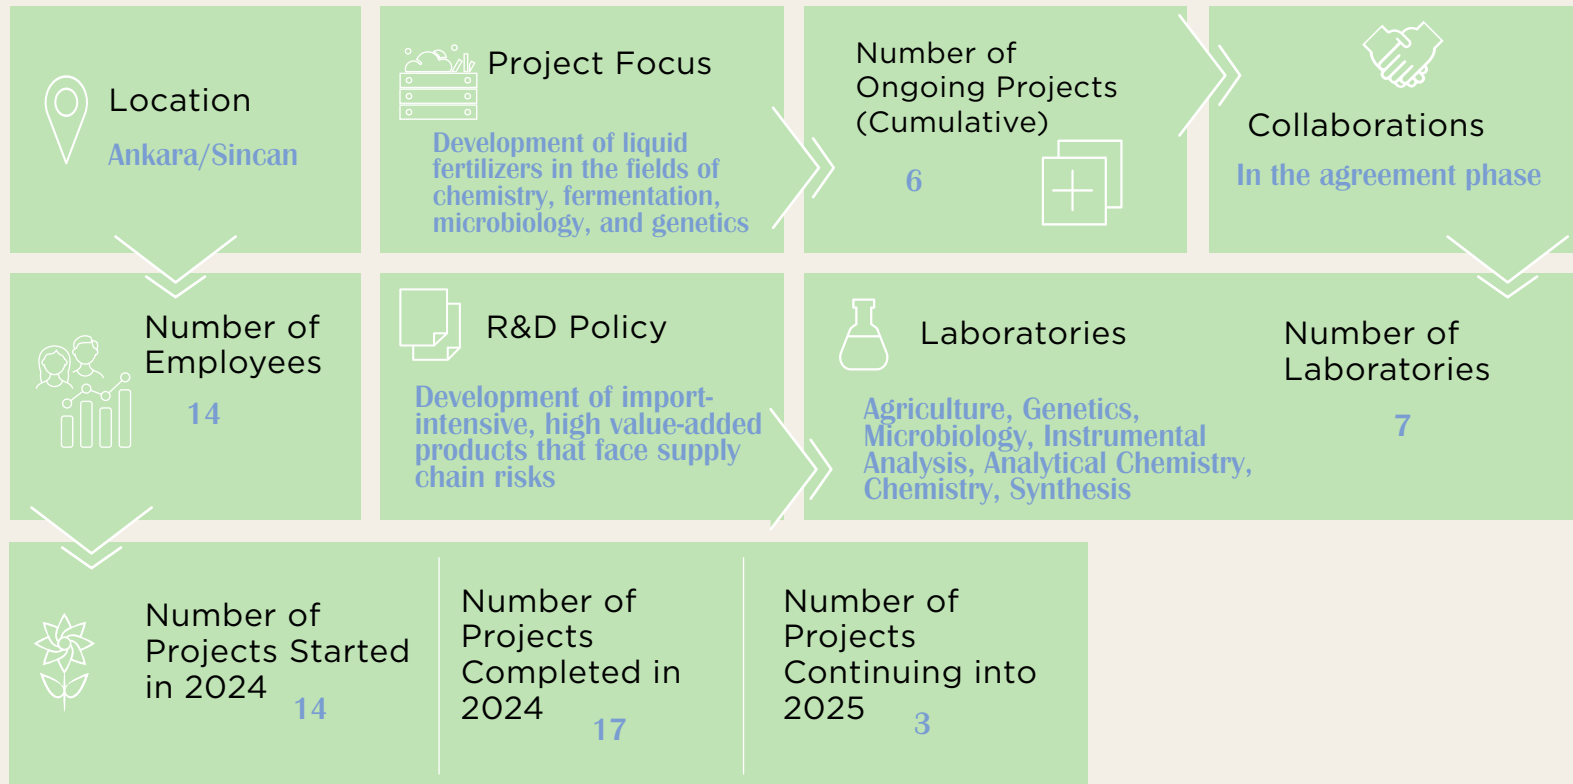 Location
Ankara/Sincan
Project Focus
Development of liquid
fertilizers in the fields of
chemistry, fermentation,
microbiology, and genetics
Number of
Ongoing Projects
(Cumulative)
6
Collaborations
In the agreement phase
Number of
Employees
14
R&D Policy
Development of import-
intensive, high value-added
products that face supply
chain risks
Laboratories
Agriculture, Genetics,
Microbiology, Instrumental
Analysis, Analytical Chemistry,
Chemistry, Synthesis
Number of
Laboratories
7
Number of
Projects Started
in 2024
14
Number of
Projects
Completed in
2024
17
Number of
Projects
Continuing into
2025
3